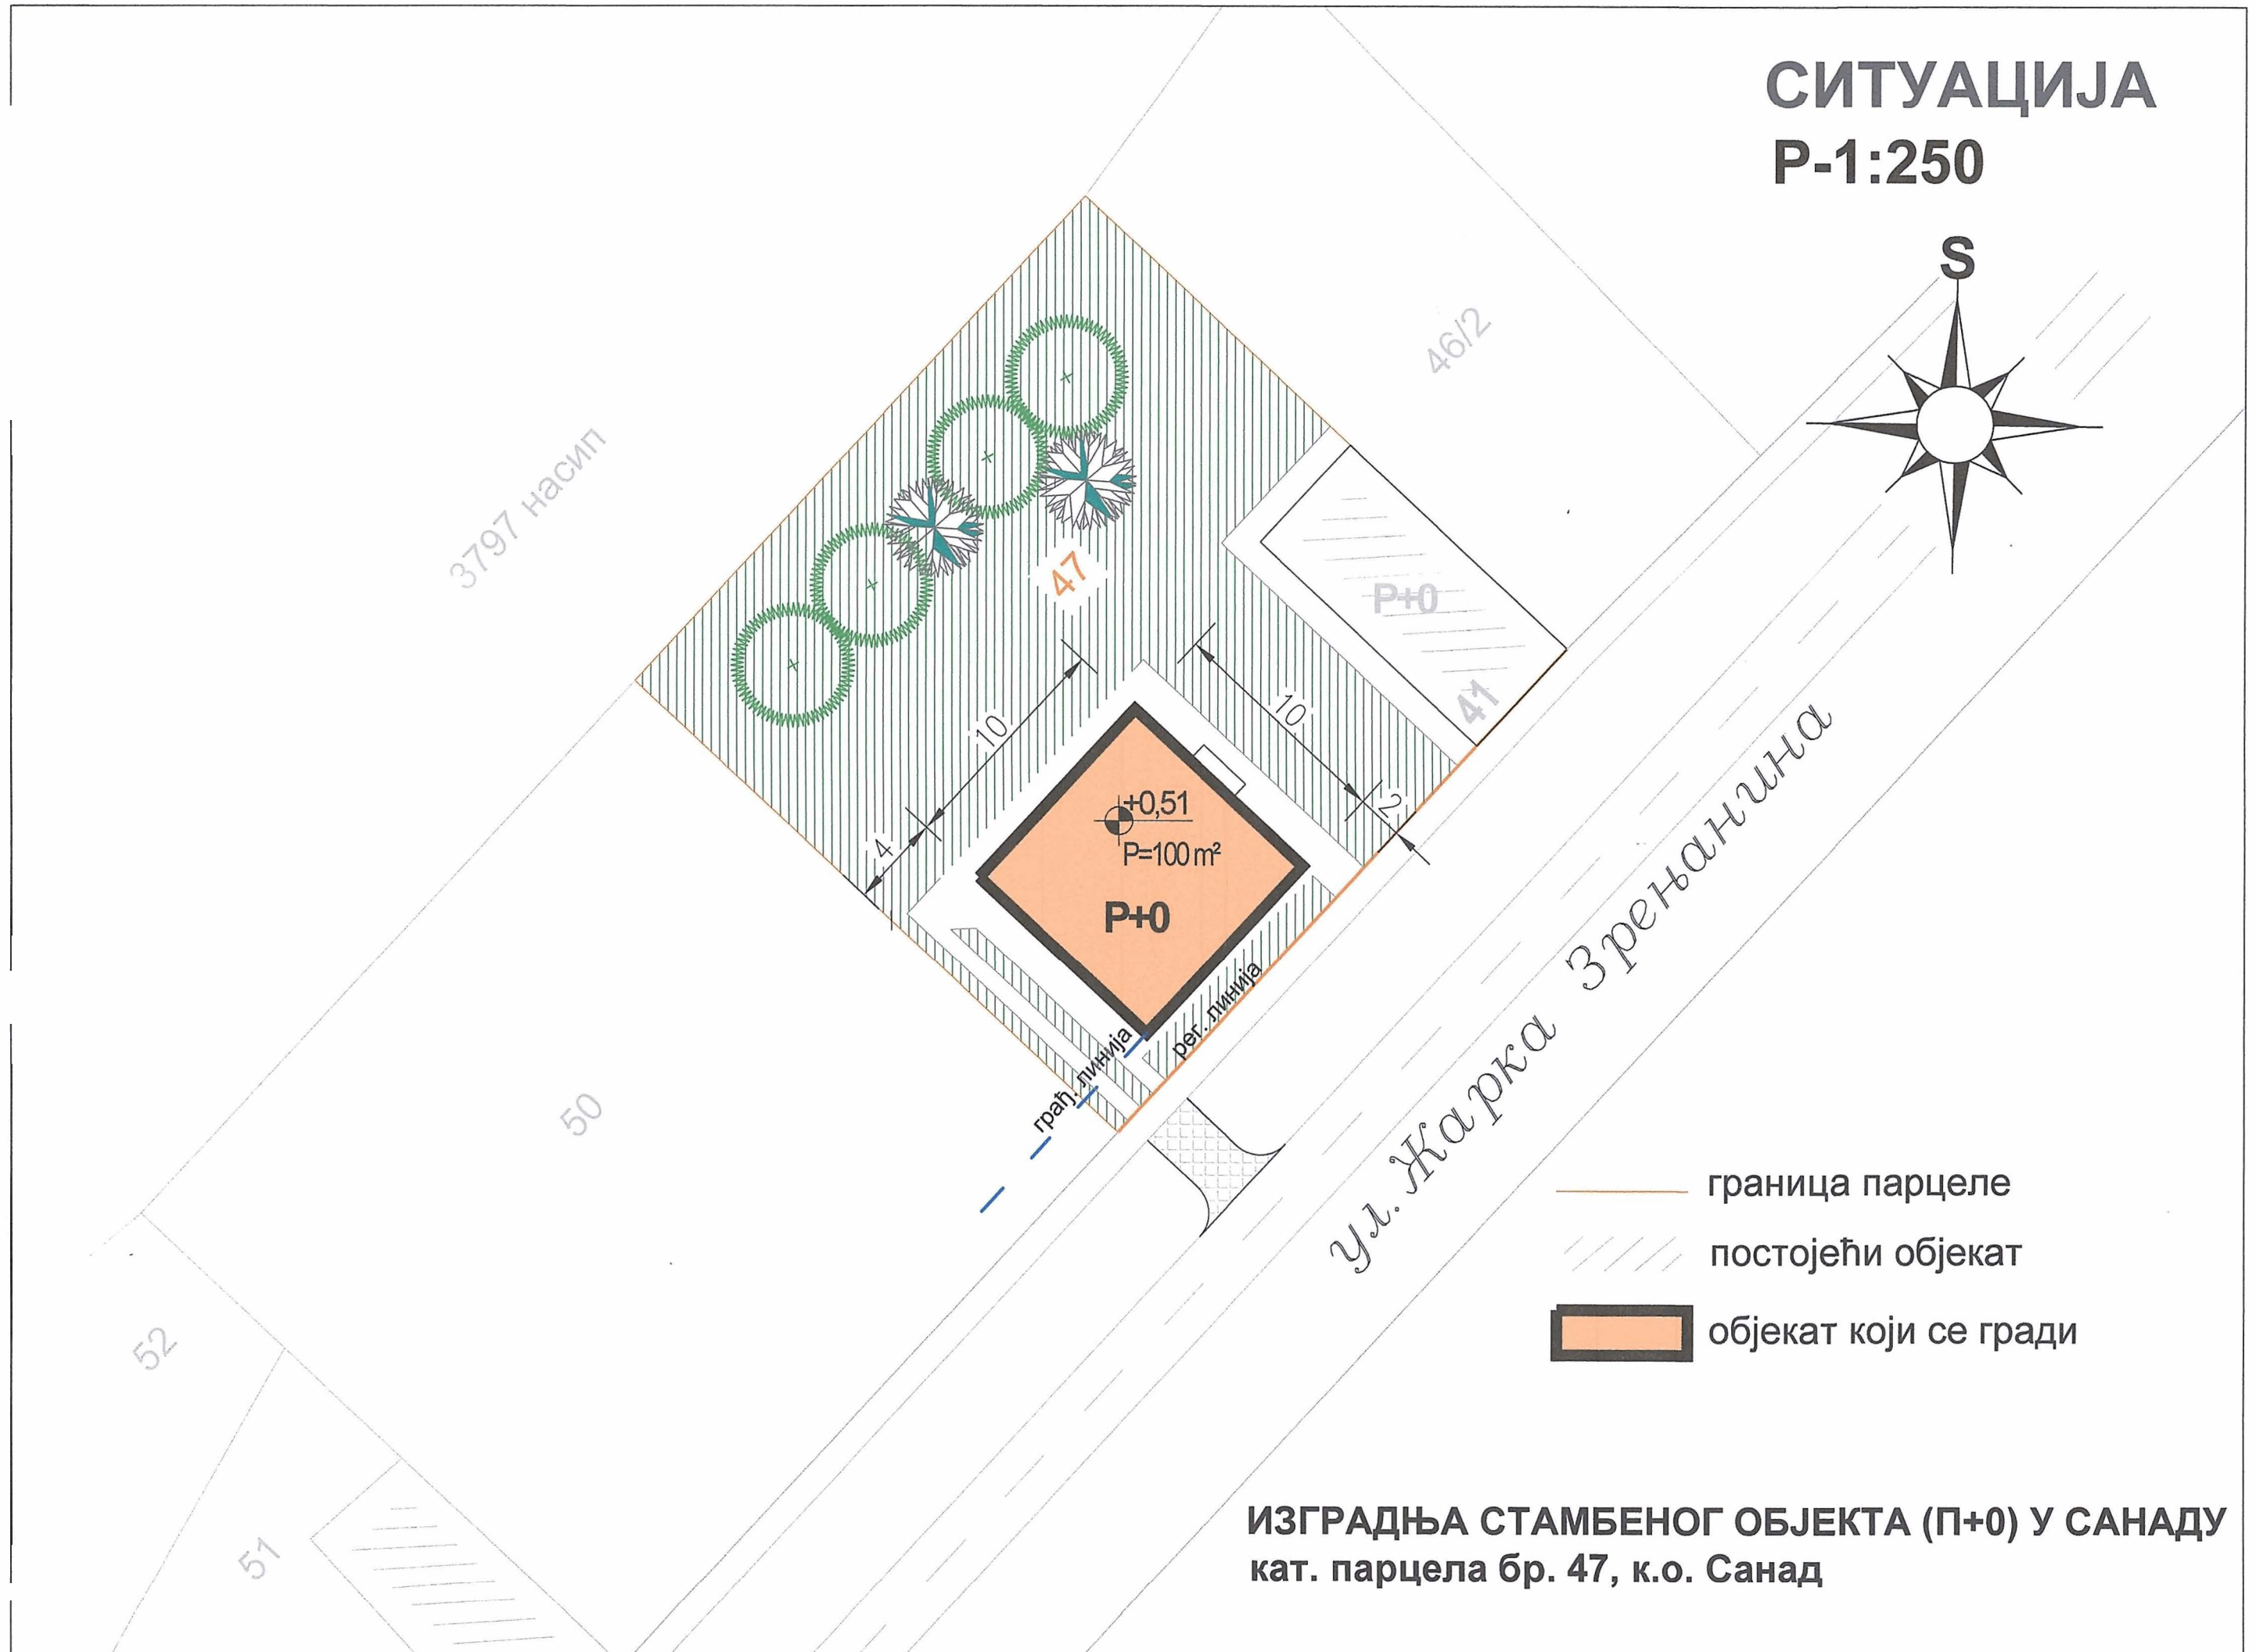 СИТУАЦИЈА
Р-1:250
S
46/2
3797 насип
47
P+0
41
10
10
2
4
+0,51
P=100 m²
P+0
грађ. линија
рег. линија
ул. Жарка Зрењанина
50
52
51
граница парцеле
постојећи објекат
објекат који се гради
ИЗГРАДЊА СТАМБЕНОГ ОБЈЕКТА (П+0) У САНАДУ
кат. парцела бр. 47, к.о. Санад